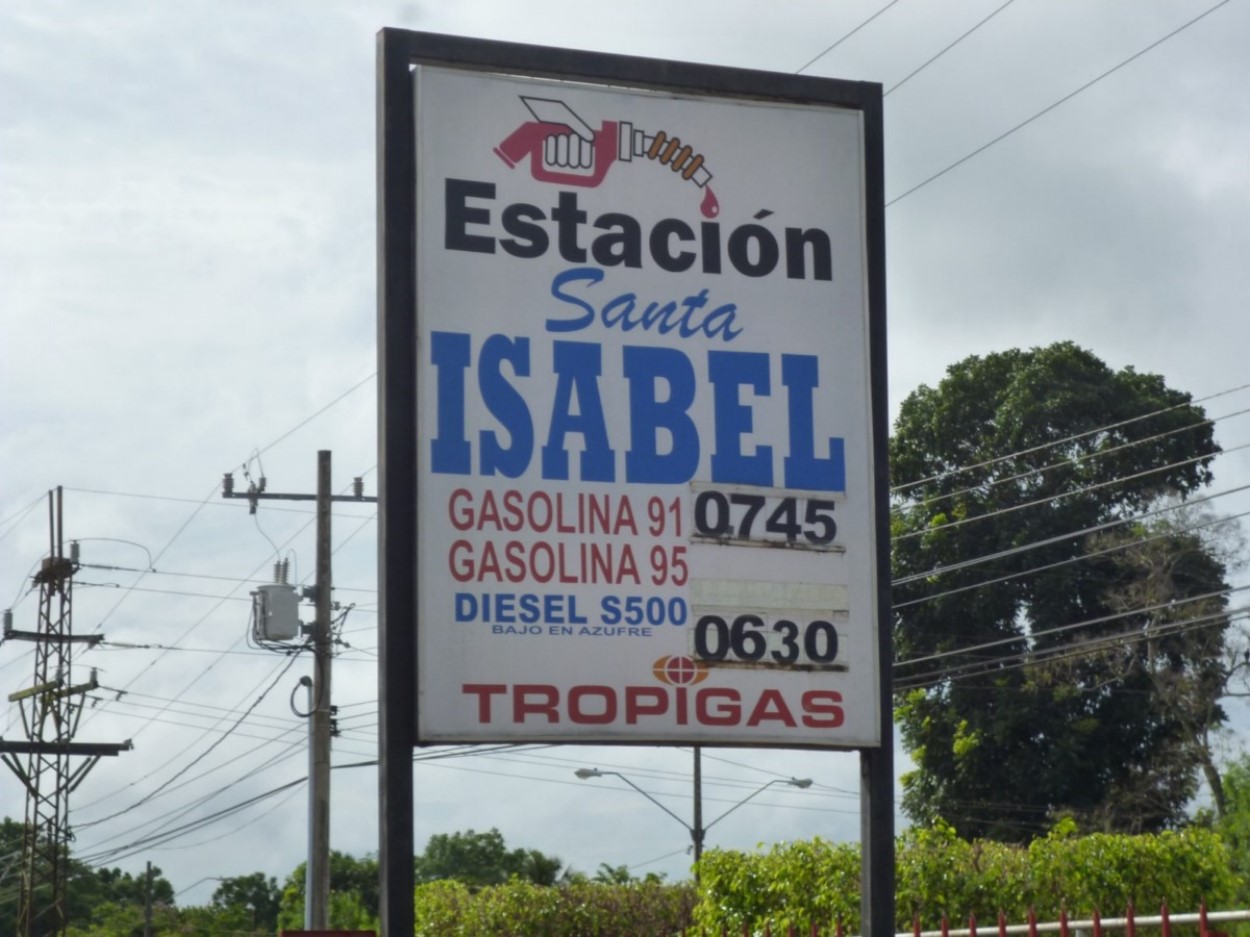 Estación
Santa
ISABEL
GASOLINA 91 0745
GASOLINA 95
DIESEL S500 0630
BAJO EN AZUFRE
TROPIGAS